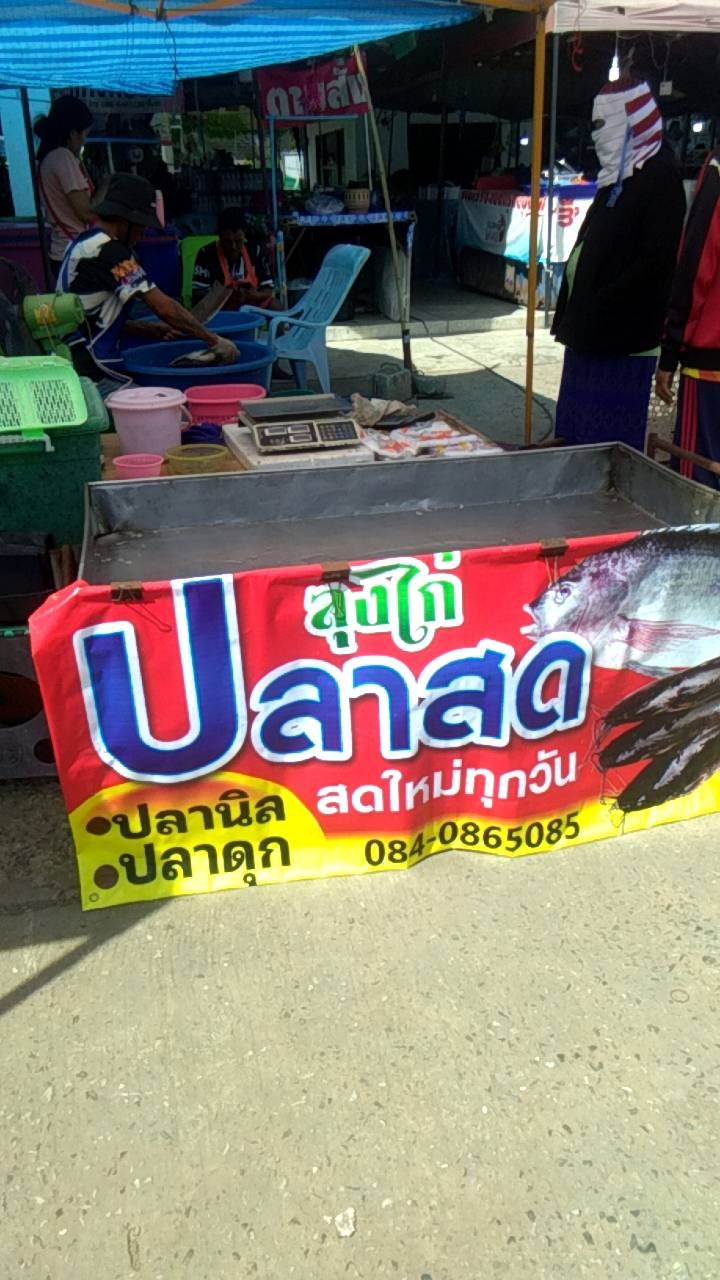 ลุงไก่
ปลาสด
สดใหม่ทุกวัน
•ปลานิล
•ปลาดุก
084-0865085